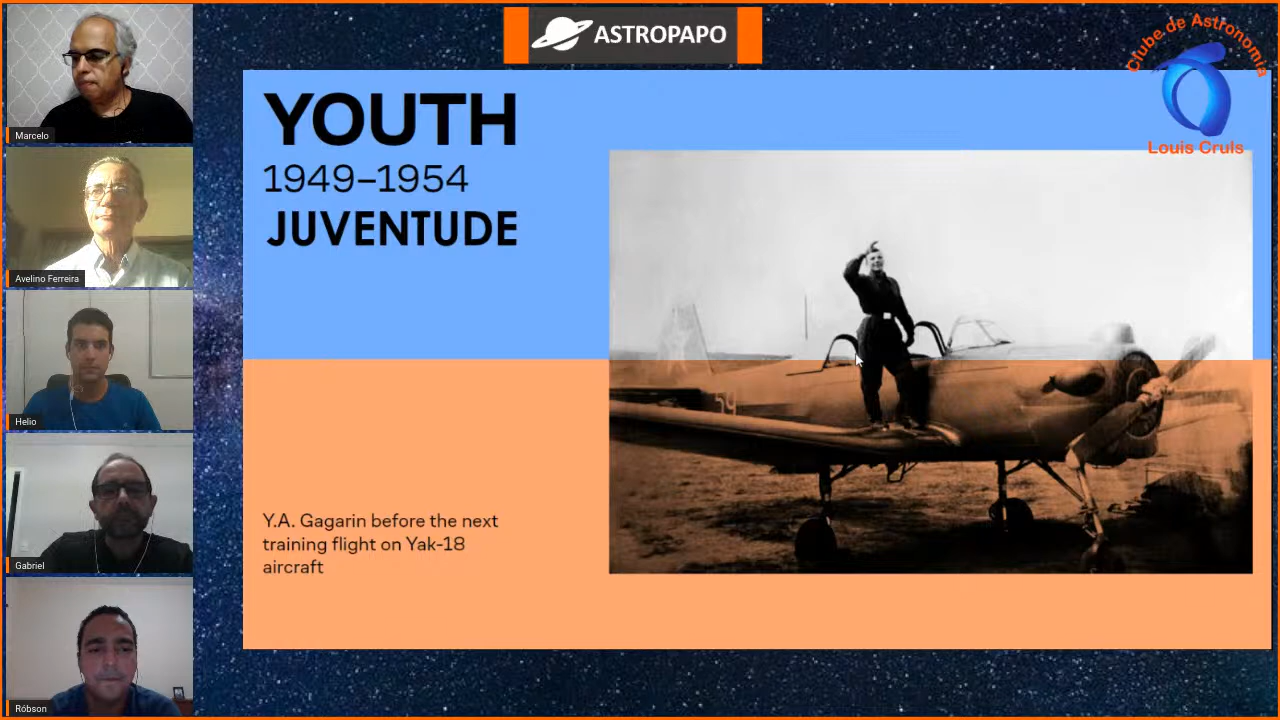 ASTROPAPO
Clube de Astronomia
Louis Cruls
YOUTH
1949–1954
JUVENTUDE
Y.A. Gagarin before the next
training flight on Yak-18
aircraft
Marcelo
Avelino Ferreira
Helio
Gabriel
Róbson